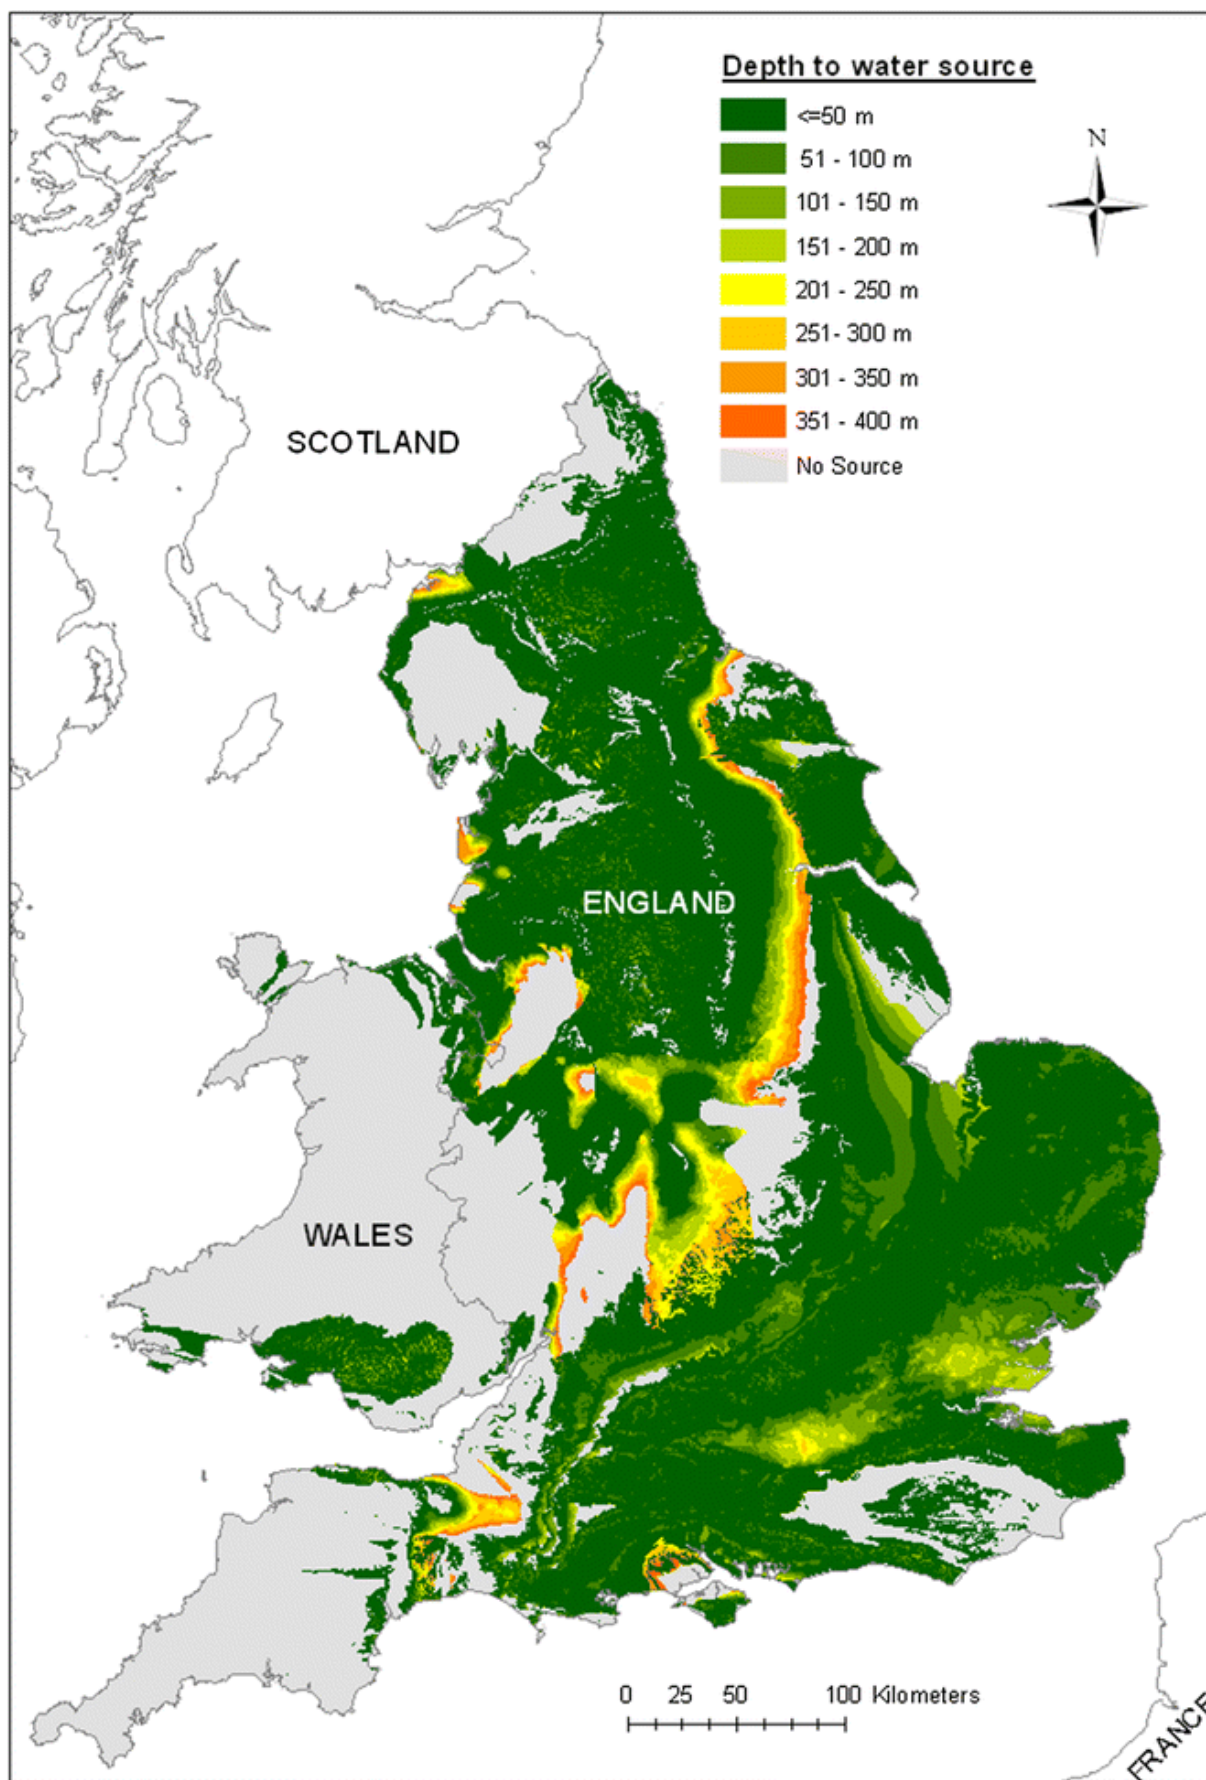 Depth to water source
<=50 m
51 - 100 m
N
101 - 150 m
151 - 200 m
201 - 250 m
251- 300 m
301 - 350 m
351 - 400 m
No Source
SCOTLAND
ENGLAND
WALES
0 25 50 100 Kilometers
FRANCE